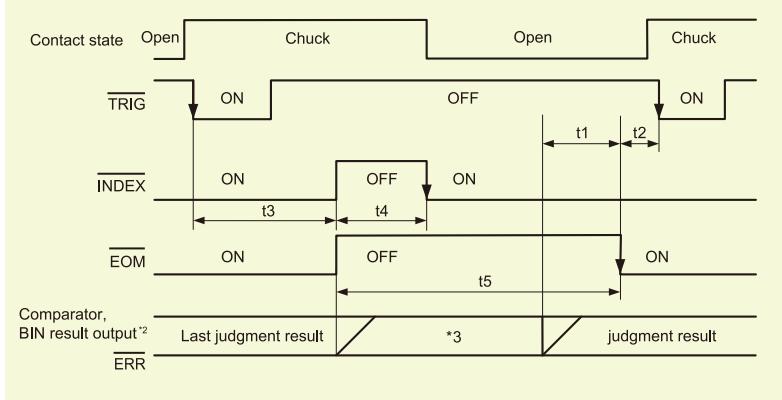 Contact state Open Chuck Open Chuck
TRIG ON OFF ON
t1 t2
INDEX ON OFF ON
t3 t4
EOM ON OFF ON
t5
Comparator,
BIN result output*2 Last judgment result *3 judgment result
ERR